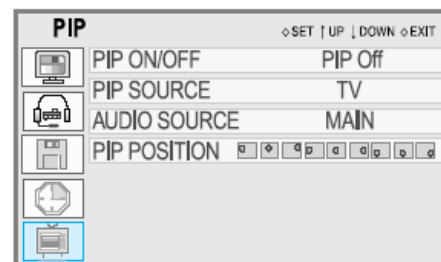 PIP ⬦SET ↑UP ↓DOWN ⬦EXIT
PIP ON/OFF PIP Off
PIP SOURCE TV
AUDIO SOURCE MAIN
PIP POSITION